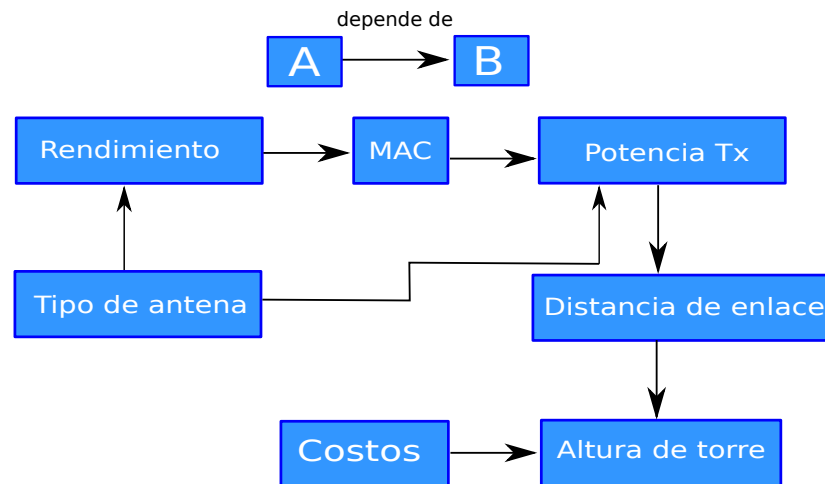 depende de
A
B
Rendimiento
MAC
Potencia Tx
Tipo de antena
Distancia de enlace
Costos
Altura de torre